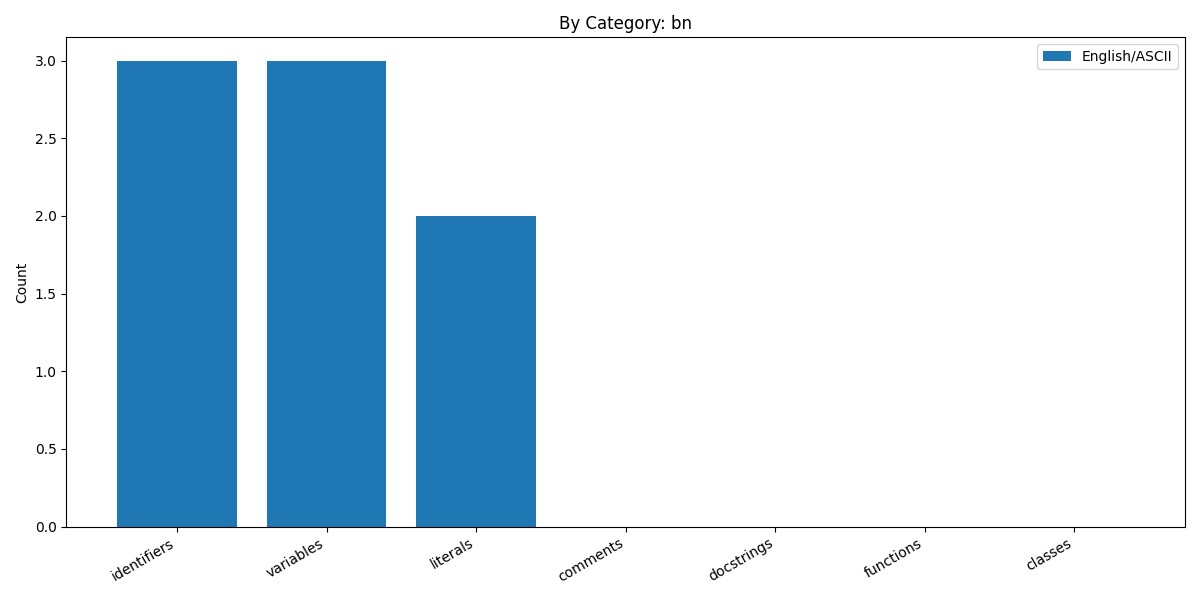 By Category: bn
English/ASCII
Count
3.0
2.5
2.0
1.5
1.0
0.5
0.0
identifiers
variables
literals
comments
docstrings
functions
classes